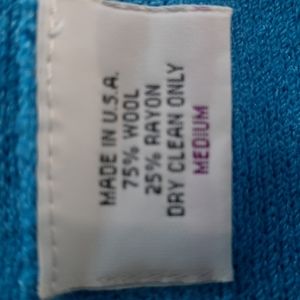 MADE IN U.S.A.
75% WOOL
25% RAYON
DRY CLEAN ONLY
MEDIUM